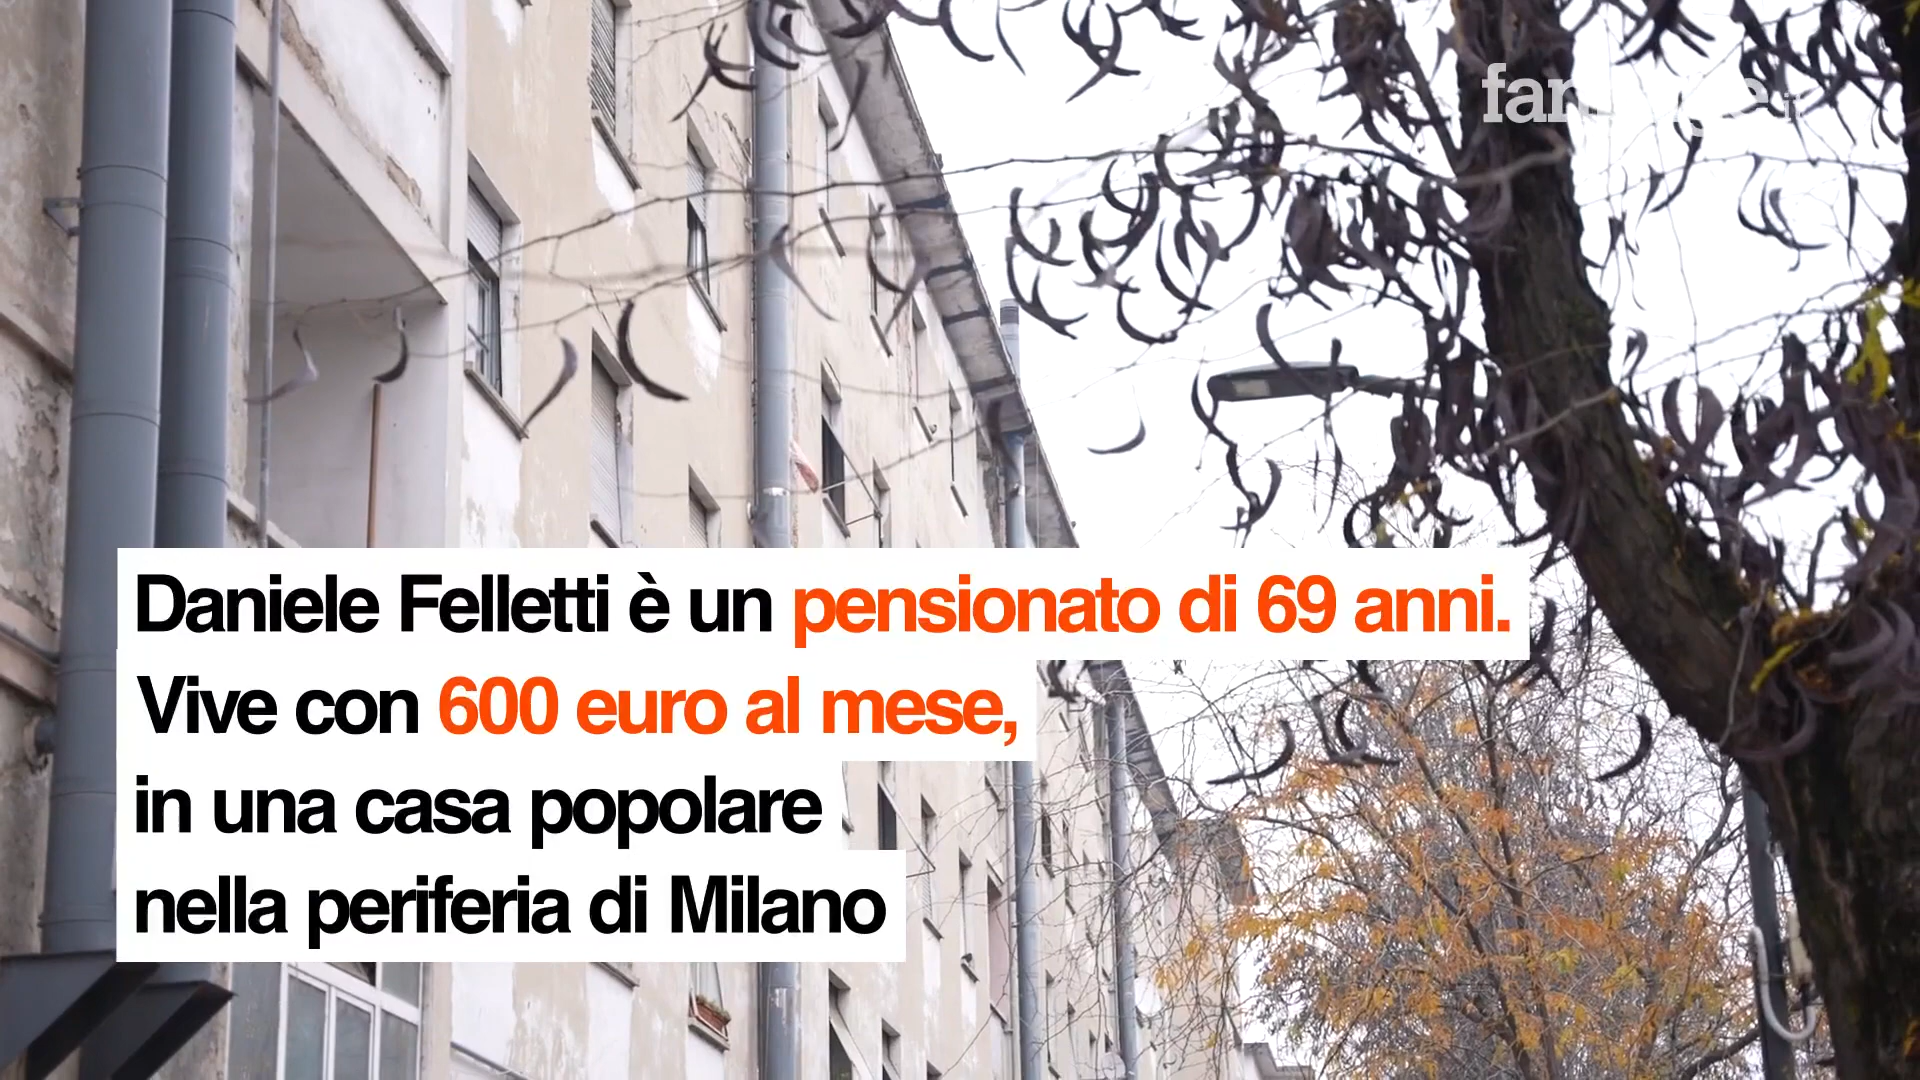 Daniele Felletti è un pensionato di 69 anni.
Vive con 600 euro al mese,
in una casa popolare
nella periferia di Milano